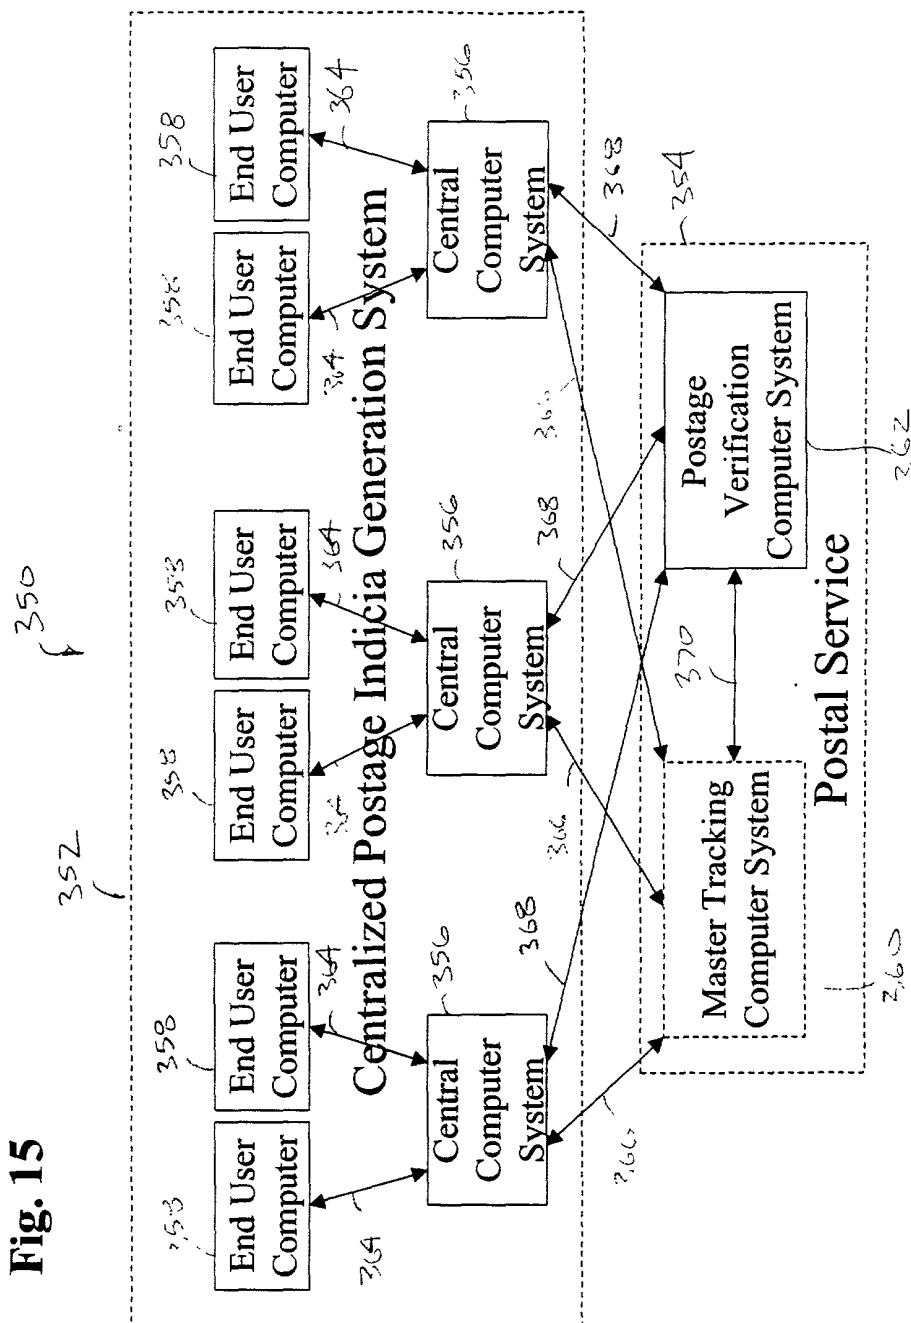 Fig. 15
350
352
358
358
358
358
358
358
End User
Computer
End User
Computer
End User
Computer
End User
Computer
End User
Computer
End User
Computer
364
364
364
364
364
364
Centralized Postage Indicia Generation System
356
356
356
Central
Computer
System
Central
Computer
System
Central
Computer
System
366
368
366
368
366
368
354
Master Tracking
Computer System
370
Postage
Verification
Computer System
360
362
Postal Service